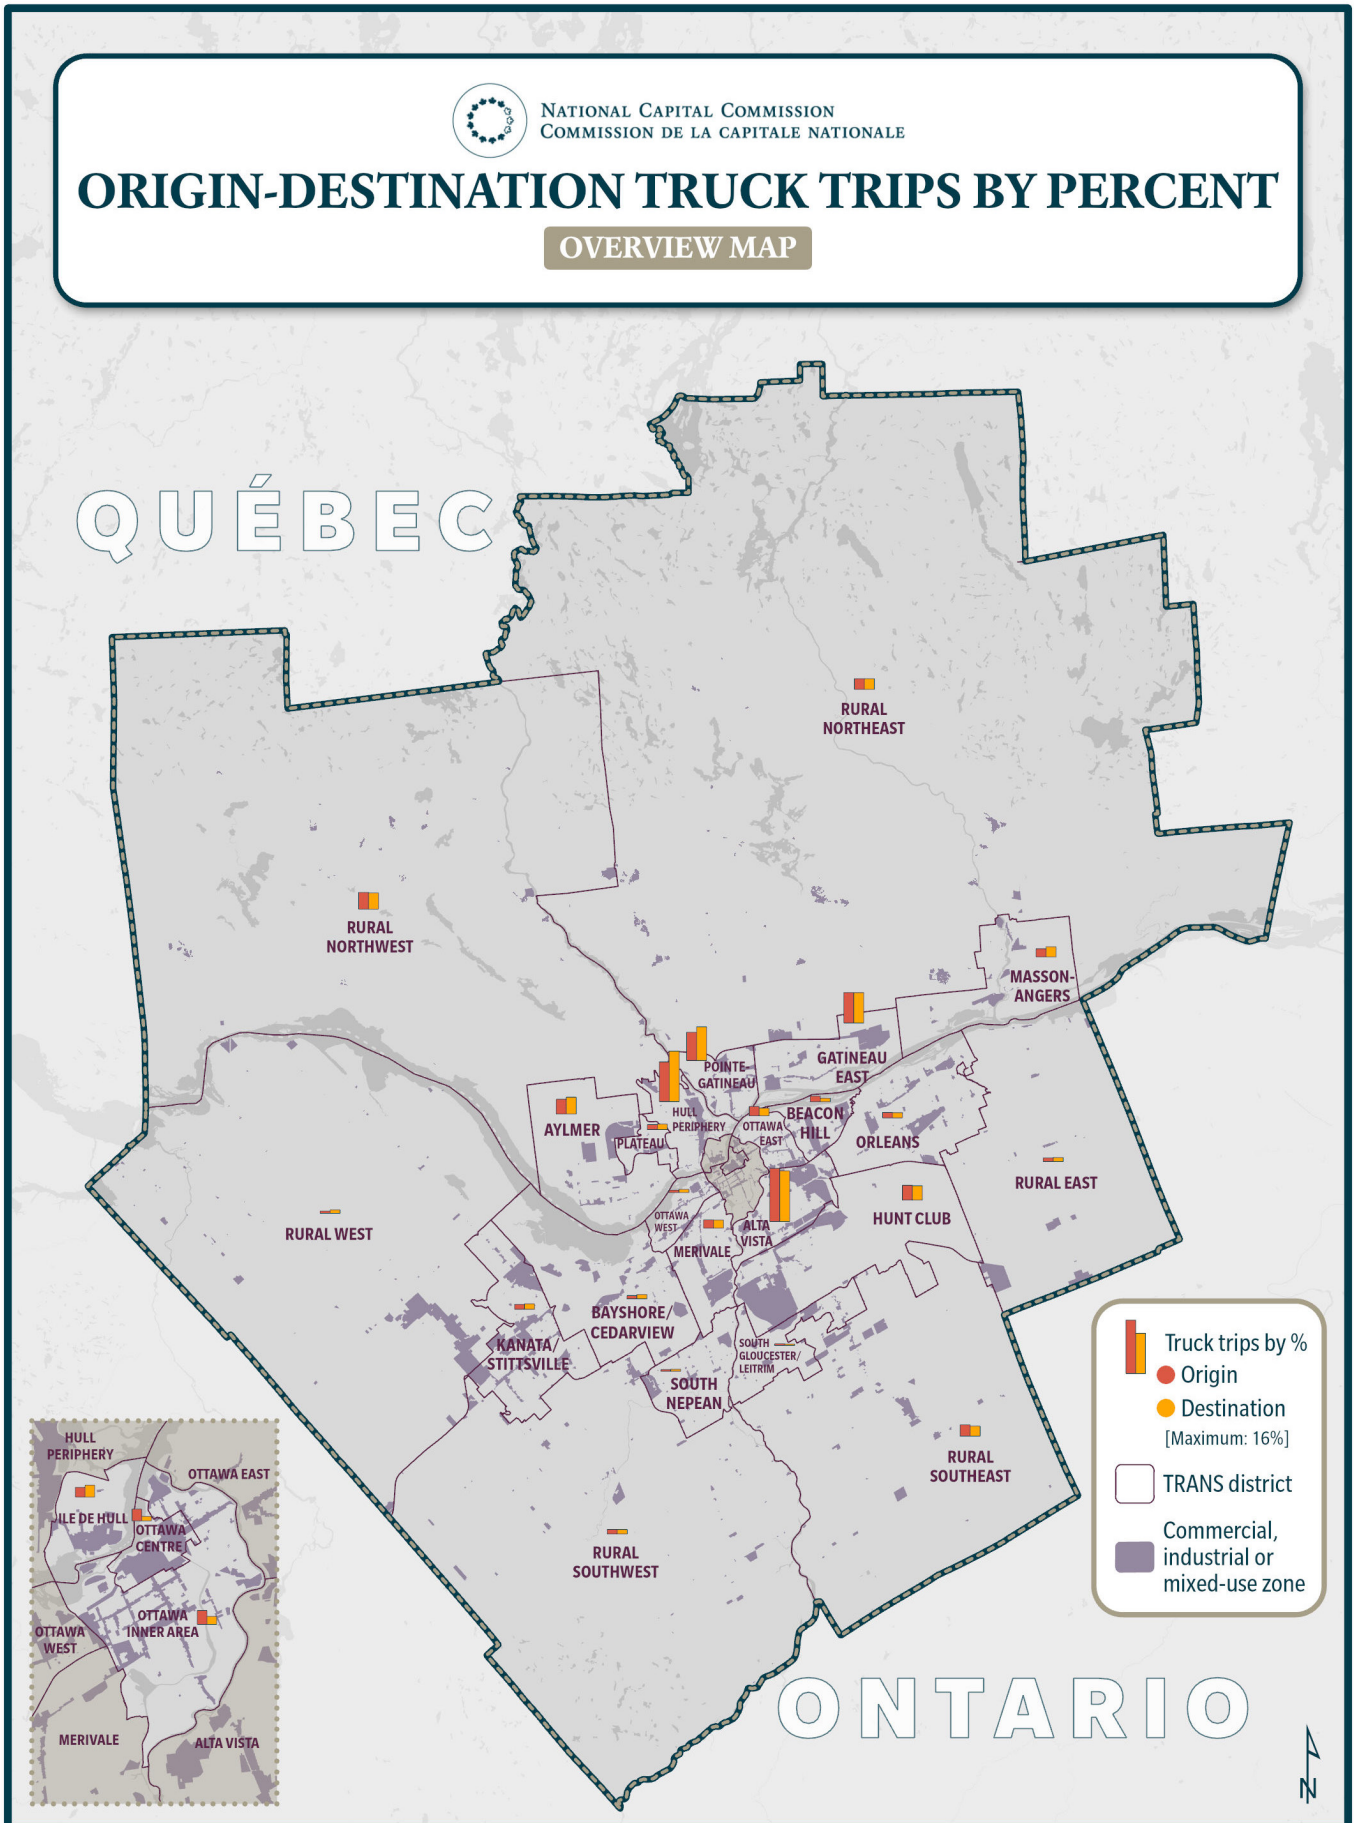 NATIONAL CAPITAL COMMISSION
COMMISSION DE LA CAPITALE NATIONALE
ORIGIN-DESTINATION TRUCK TRIPS BY PERCENT
OVERVIEW MAP
QUÉBEC
RURAL
NORTHEAST
RURAL
NORTHWEST
MASSON-
ANGERS
GATINEAU
EAST
POINTE-
GATINEAU
HULL
PERIPHERY
AYLMER
PLATEAU
OTTAWA
EAST
BEACON
HILL
ORLEANS
RURAL EAST
RURAL WEST
OTTAWA
WEST
MERIVALE
ALTA
VISTA
HUNT CLUB
BAYSHORE/
CEDARVIEW
KANATA/
STITTSVILLE
SOUTH
GLOUCESTER/
LEITRIM
SOUTH
NEPEAN
RURAL
SOUTHEAST
RURAL
SOUTHWEST
Truck trips by %
Origin
Destination
[Maximum: 16%]
TRANS district
Commercial,
industrial or
mixed-use zone
HULL
PERIPHERY
OTTAWA EAST
ILE DE HULL
OTTAWA
CENTRE
OTTAWA
INNER AREA
OTTAWA
WEST
MERIVALE
ALTA VISTA
ONTARIO
N